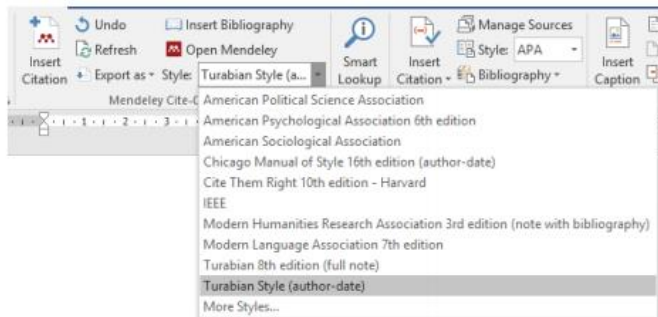 Undo
Insert Bibliography
Refresh
Open Mendeley
Insert
Citation
Export as
Style: Turabian Style (a...
Mendeley Cite-O
Smart
Lookup
Insert
Citation
Manage Sources
Style: APA
Bibliography
Insert
Caption
1 2 3
American Political Science Association
American Psychological Association 6th edition
American Sociological Association
Chicago Manual of Style 16th edition (author-date)
Cite Them Right 10th edition - Harvard
IEEE
Modern Humanities Research Association 3rd edition (note with bibliography)
Modern Language Association 7th edition
Turabian 8th edition (full note)
Turabian Style (author-date)
More Styles...